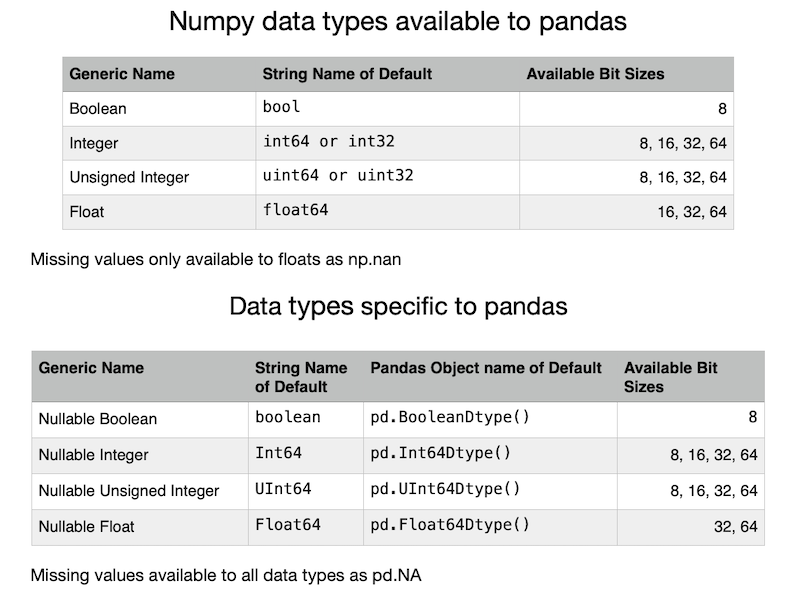 Numpy data types available to pandas
Generic Name String Name of Default Available Bit Sizes
Boolean bool 8
Integer int64 or int32 8, 16, 32, 64
Unsigned Integer uint64 or uint32 8, 16, 32, 64
Float float64 16, 32, 64
Missing values only available to floats as np.nan
Data types specific to pandas
Generic Name String Name of Default Pandas Object name of Default Available Bit Sizes
Nullable Boolean boolean pd.BooleanDtype() 8
Nullable Integer Int64 pd.Int64Dtype() 8, 16, 32, 64
Nullable Unsigned Integer UInt64 pd.UInt64Dtype() 8, 16, 32, 64
Nullable Float Float64 pd.Float64Dtype() 32, 64
Missing values available to all data types as pd.NA